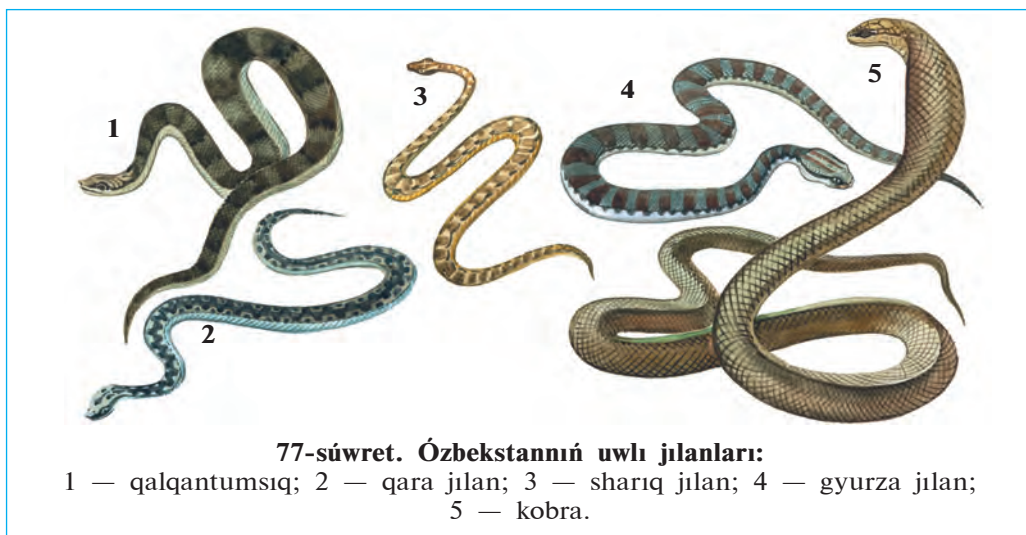 1
2
3
4
5
77-súwret. Ózbekstannıń uwlı jılanları:
1 — qalqantumsıq; 2 — qara jılan; 3 — sharıq jılan; 4 — gyurza jılan;
5 — kobra.